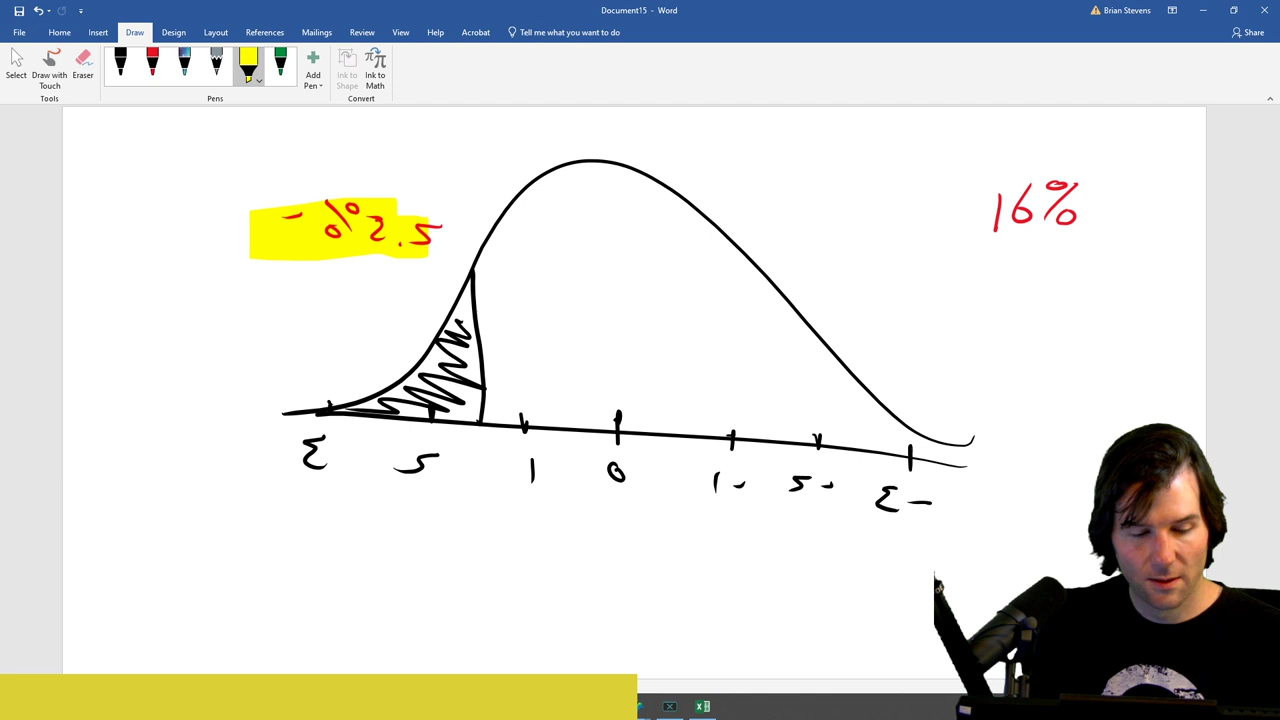 Document15 - Word
Brian Stevens
File Home Insert Draw Design Layout References Mailings Review View Help Acrobat Tell me what you want to do Share
Select
Draw with Touch
Eraser
Add Pen
Ink to Shape
Ink to Math
Tools Pens Convert
- %2.5
16%
3 2 1 0 1- 2- 3-